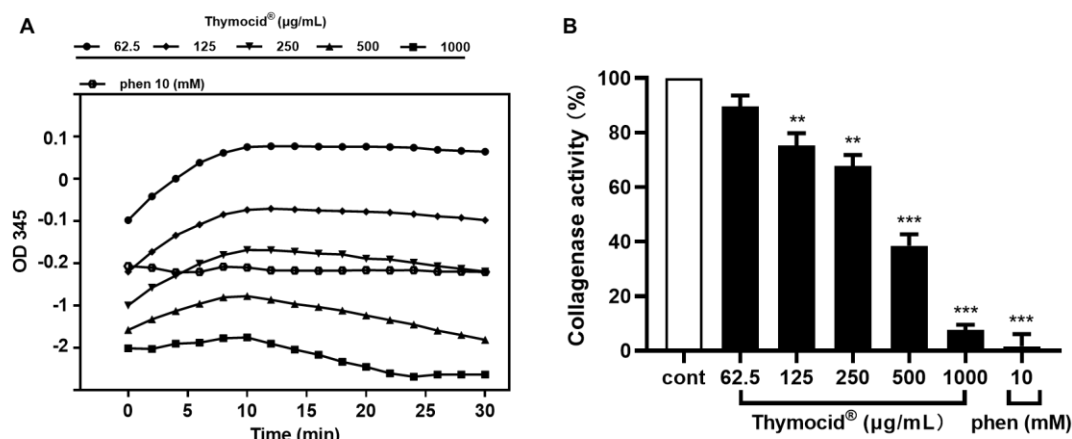 A
Thymocid® (µg/mL)
62.5 125 250 500 1000
phen 10 (mM)
0.1
0
-0.1
-0.2
-1
-2
OD 345
0 5 10 15 20 25 30
Time (min)
B
100
80
60
40
20
0
Collagenase activity (%)
** ** *** *** ***
cont 62.5 125 250 500 1000 10
Thymocid® (µg/mL) phen (mM)